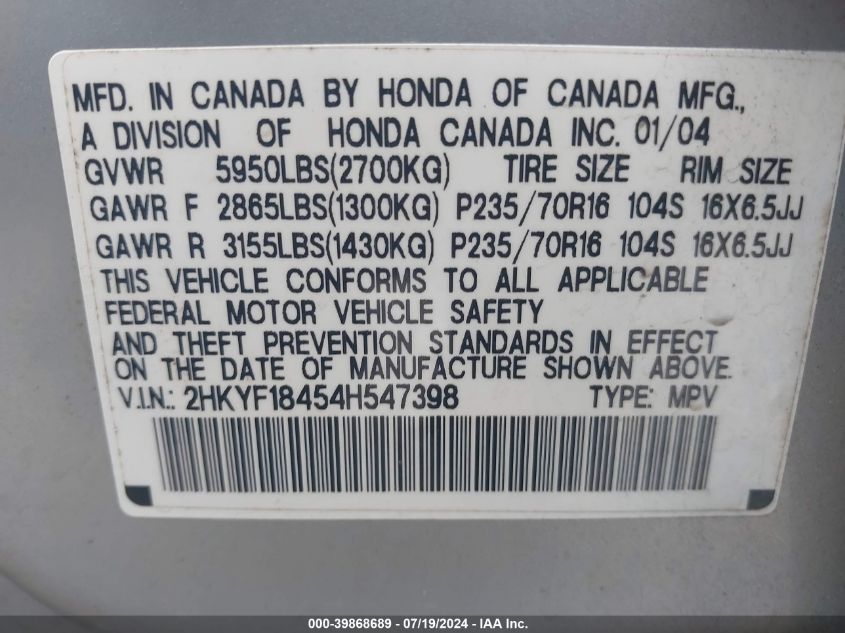 MFD. IN CANADA BY HONDA OF CANADA MFG.,
A DIVISION OF HONDA CANADA INC. 01/04
GVWR 5950LBS(2700KG) TIRE SIZE RIM SIZE
GAWR F 2865LBS(1300KG) P235/70R16 104S 16X6.5JJ
GAWR R 3155LBS(1430KG) P235/70R16 104S 16X6.5JJ
THIS VEHICLE CONFORMS TO ALL APPLICABLE
FEDERAL MOTOR VEHICLE SAFETY
AND THEFT PREVENTION STANDARDS IN EFFECT
ON THE DATE OF MANUFACTURE SHOWN ABOVE.
V.I.N.: 2HKYF18454H547398 TYPE: MPV
000-39868689 - 07/19/2024 - IAA Inc.